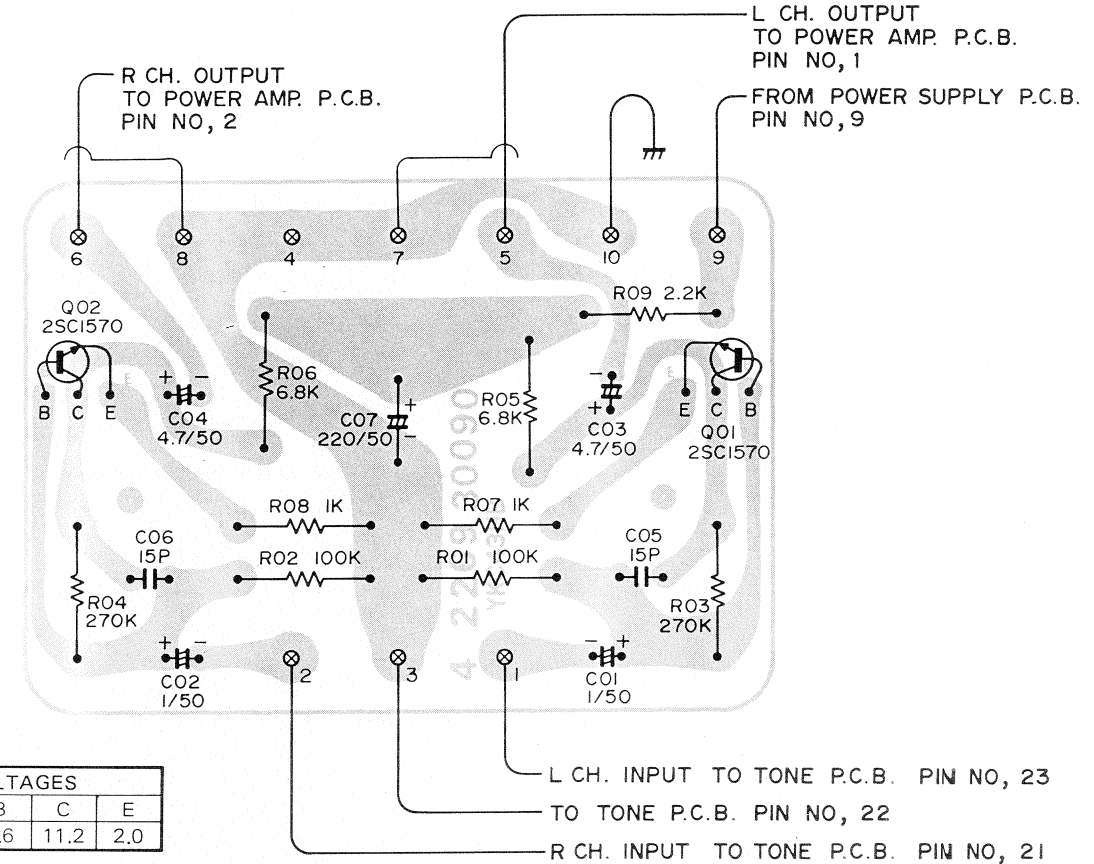 L CH. OUTPUT
TO POWER AMP. P.C.B.
PIN NO, 1
R CH. OUTPUT
TO POWER AMP. P.C.B.
PIN NO, 2
FROM POWER SUPPLY P.C.B.
PIN NO, 9
6 8 4 7 5 10 9
R09 2.2K
Q02
2SC1570
B C E
+ -
C04
4.7/50
R06
6.8K
+
C07
220/50
-
R05
6.8K
-
+
C03
4.7/50
E C B
Q01
2SC1570
E
E
R08 1K
R07 1K
C06
15P
R02 100K
R01 100K
C05
15P
R04
270K
R03
270K
+ -
C02
1/50
2 3 1
- +
C01
1/50
L CH. INPUT TO TONE P.C.B. PIN NO, 23
TO TONE P.C.B. PIN NO, 22
R CH. INPUT TO TONE P.C.B. PIN NO, 21
LTAGES
B C E
.6 11.2 2.0